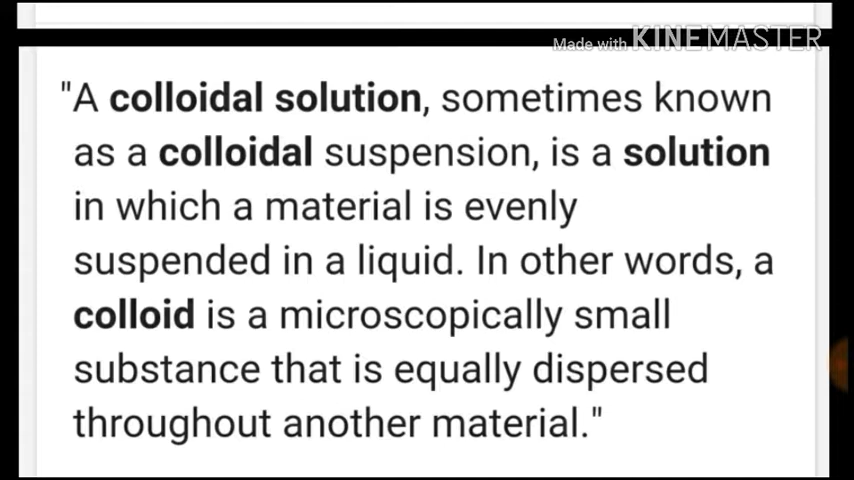 Made with KINEMASTER
"A colloidal solution, sometimes known
as a colloidal suspension, is a solution
in which a material is evenly
suspended in a liquid. In other words, a
colloid is a microscopically small
substance that is equally dispersed
throughout another material."